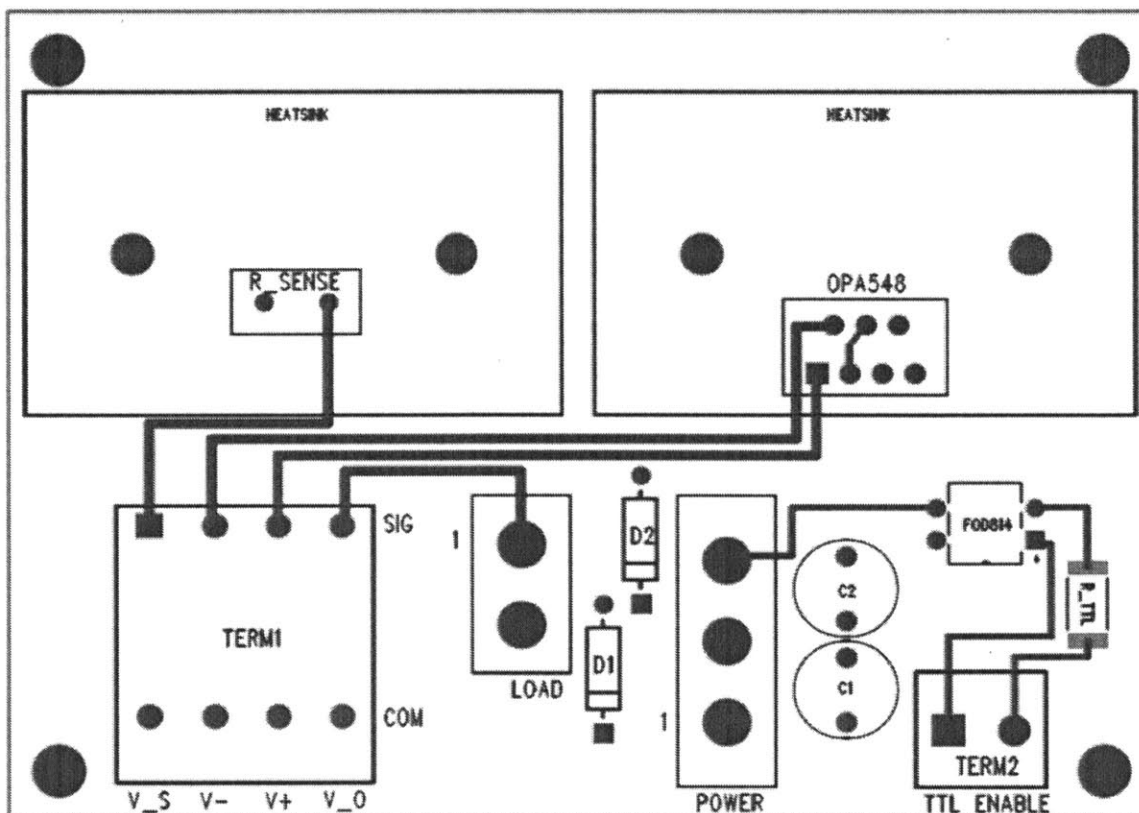 HEATSINK
HEATSINK
R_SENSE
OPA548
SIG
1
D2
FOD814
C2
R_TTL
TERM1
D1
C1
LOAD
COM
1
TERM2
V_S V- V+ V_O
POWER
TTL ENABLE